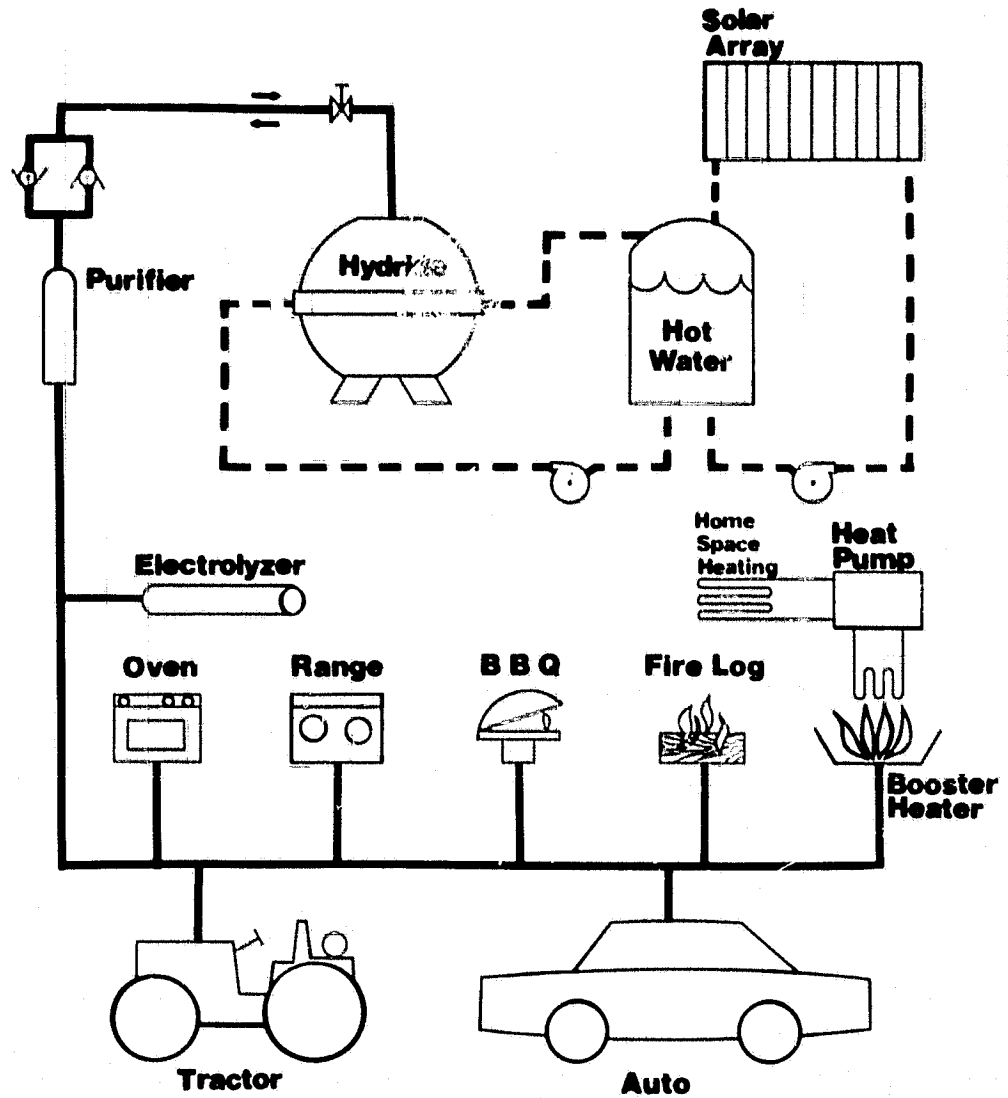 Solar
Array
Purifier
Hydride
Hot
Water
Electrolyzer
Home
Space
Heating
Heat
Pump
Oven
Range
B B Q
Fire Log
Booster
Heater
Tractor
Auto